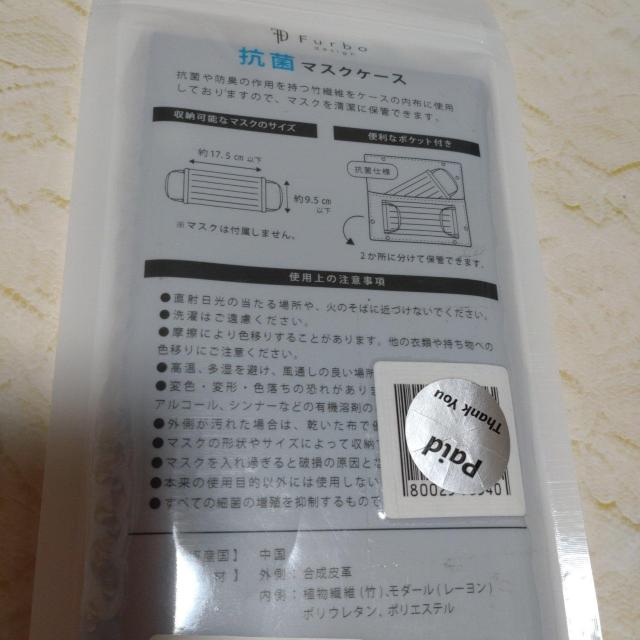 Furbo
抗菌マスクケース
抗菌や防臭の作用を持つ竹繊維をケースの内布に使用
しておりますので、マスクを清潔に保管できます。
収納可能なマスクのサイズ
便利なポケット付き
約17.5cm以下
約9.5cm
以下
抗菌仕様
※マスクは付属しません。
2か所に分けて保管できます。
使用上の注意事項
●直射日光の当たる場所や、火のそばに近づけないでください。
●洗濯はご遠慮ください。
●摩擦により色移りすることがあります。他の衣類や持ち物への
色移りにご注意ください。
●高温、多湿を避け、風通しの良い場所
●変色・変形・色落ちの恐れがあり
アルコール、シンナーなどの有機溶剤の
●外側が汚れた場合は、乾いた布で
●マスクの形状やサイズによって収納
●マスクを入れ過ぎると破損の原因と
●本来の使用目的以外には使用しない
●すべての細菌の増殖を抑制するもので
Paid
Thank You
産国】 中国
材】 外側：合成皮革
内側：植物繊維(竹)、モダール(レーヨン)
ポリウレタン、ポリエステル